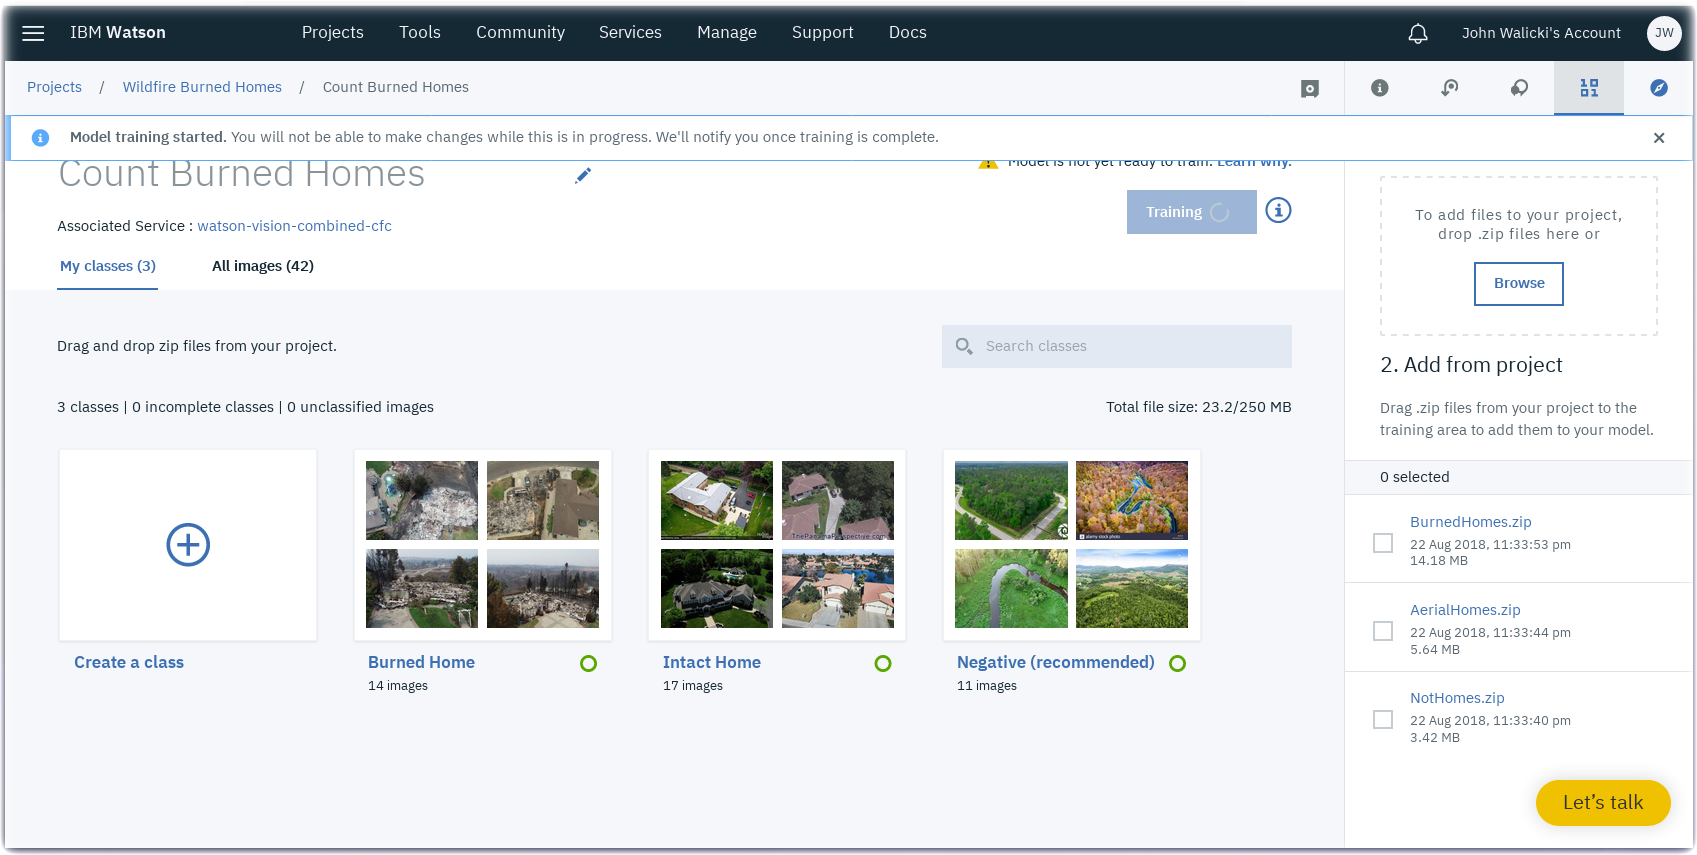 IBM Watson
Projects Tools Community Services Manage Support Docs
John Walicki's Account JW
Projects / Wildfire Burned Homes / Count Burned Homes
Model training started. You will not be able to make changes while this is in progress. We'll notify you once training is complete.
Count Burned Homes
Model is not yet ready to train. Learn why.
Associated Service : watson-vision-combined-cfc
Training
My classes (3) All images (42)
Drag and drop zip files from your project.
Search classes
3 classes | 0 incomplete classes | 0 unclassified images
Total file size: 23.2/250 MB
ThePanamaPerspective.com
alamy stock photo
Create a class
Burned Home
14 images
Intact Home
17 images
Negative (recommended)
11 images
To add files to your project,
drop .zip files here or
Browse
2. Add from project
Drag .zip files from your project to the
training area to add them to your model.
0 selected
BurnedHomes.zip
22 Aug 2018, 11:33:53 pm
14.18 MB
AerialHomes.zip
22 Aug 2018, 11:33:44 pm
5.64 MB
NotHomes.zip
22 Aug 2018, 11:33:40 pm
3.42 MB
Let's talk